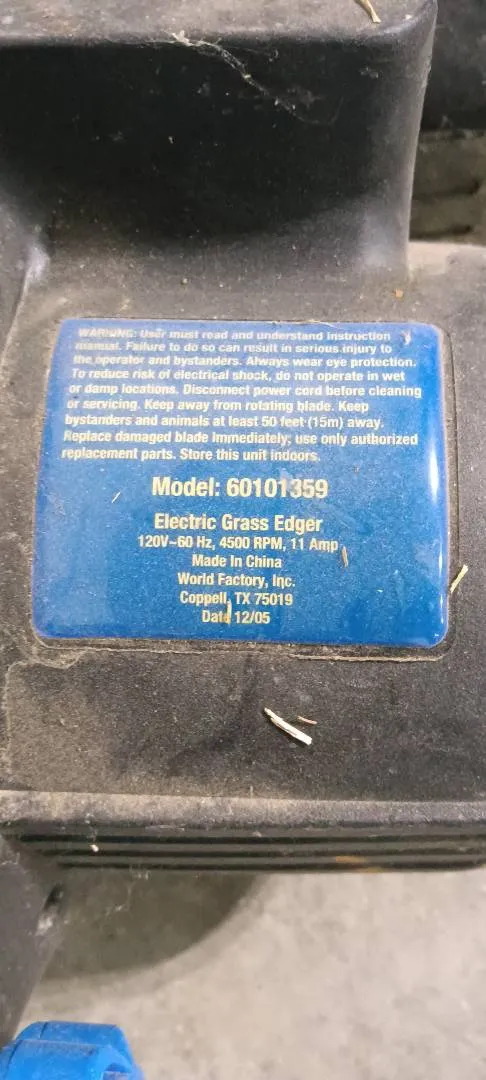 WARNING: User must read and understand instruction
manual. Failure to do so can result in serious injury to
the operator and bystanders. Always wear eye protection.
To reduce risk of electrical shock, do not operate in wet
or damp locations. Disconnect power cord before cleaning
or servicing. Keep away from rotating blade. Keep
bystanders and animals at least 50 feet (15m) away.
Replace damaged blade immediately; use only authorized
replacement parts. Store this unit indoors.
Model: 60101359
Electric Grass Edger
120V~60 Hz, 4500 RPM, 11 Amp
Made In China
World Factory, Inc.
Coppell, TX 75019
Date 12/05